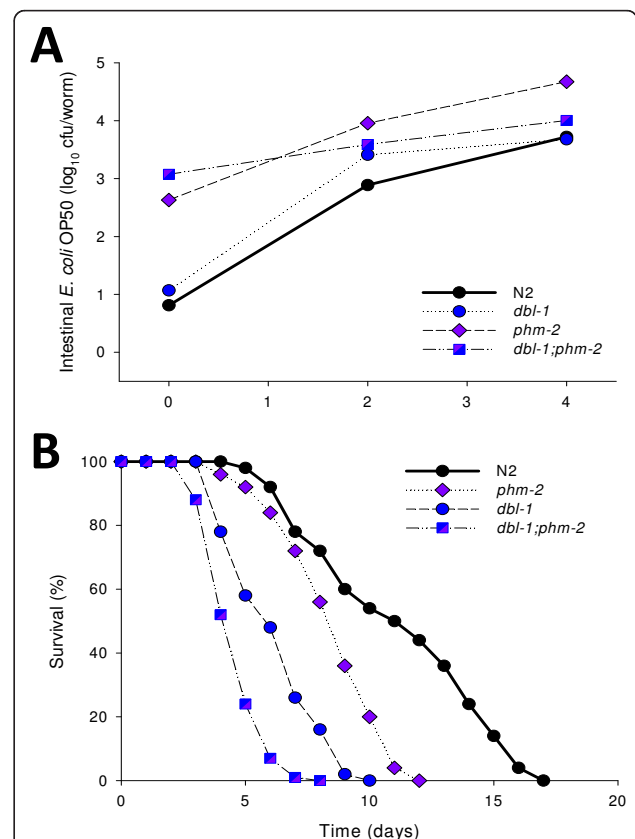 A
Intestinal E. coli OP50 (log10 cfu/worm)
5
4
3
2
1
0
N2
dbl-1
phm-2
dbl-1;phm-2
0 1 2 3 4
B
Survival (%)
100
80
60
40
20
0
N2
phm-2
dbl-1
dbl-1;phm-2
0 5 10 15 20
Time (days)